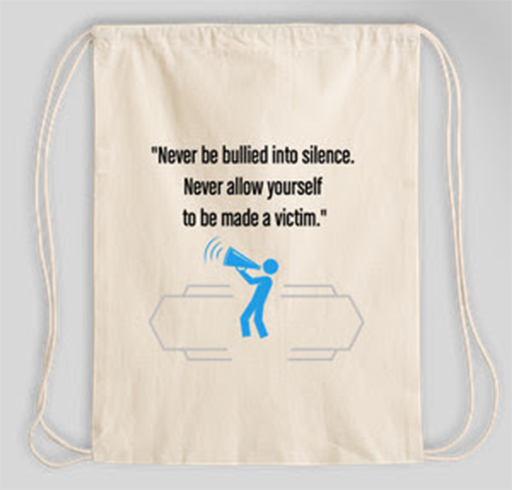 "Never be bullied into silence.
Never allow yourself
to be made a victim."